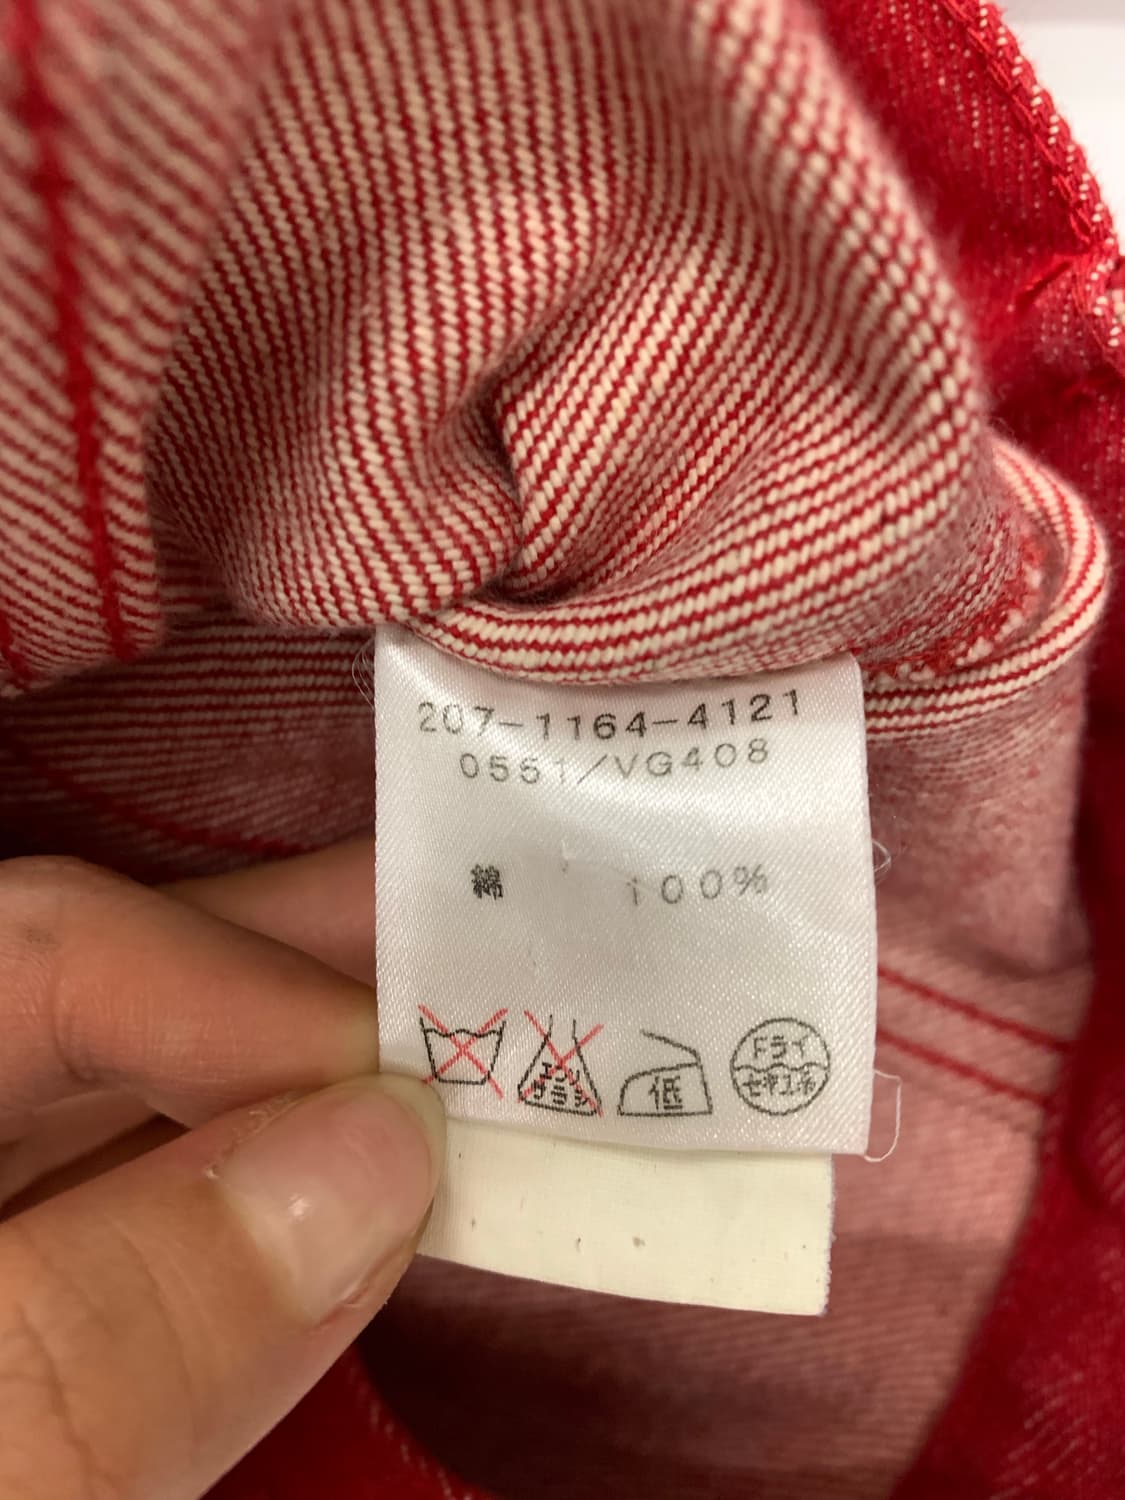 207-1164-4121
0551/VG408
綿 100%
エンソ
サラシ
低
ドライ
セキユ系